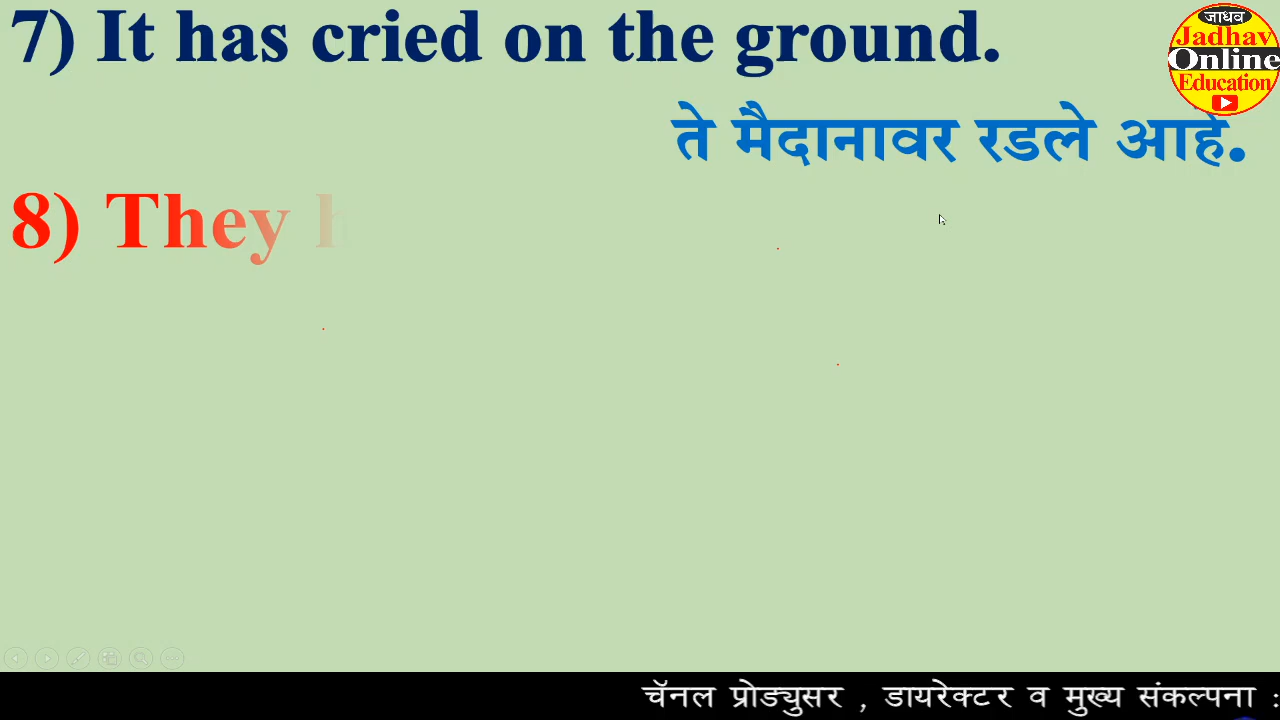 7) It has cried on the ground.
जाधव
Jadhav
Online
Education
ते मैदानावर रडले आहे.
8) They h
चॅनल प्रोड्युसर , डायरेक्टर व मुख्य संकल्पना :